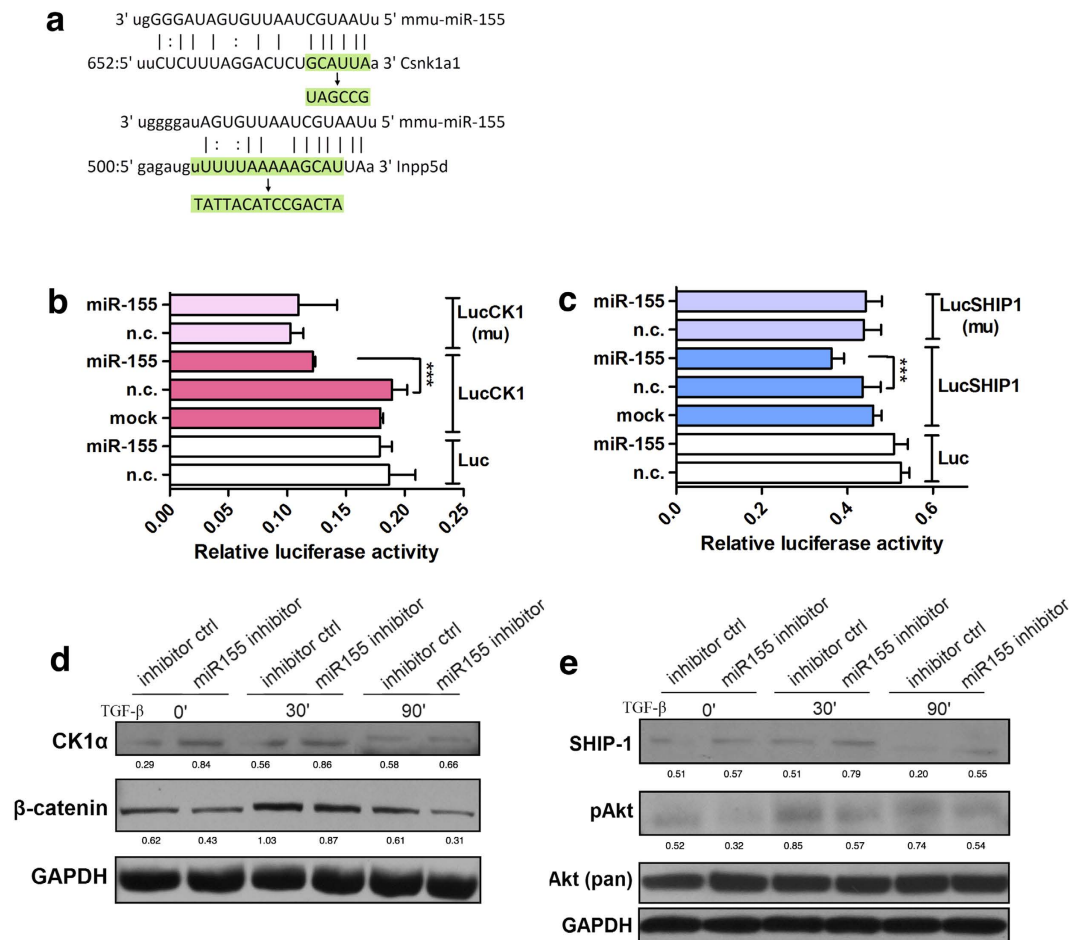 a
3' ugGGGAUAGUGUUAAUCGUAAUu 5' mmu-miR-155
652:5' uuCUCUUUAGGACUCUGCAUUAa 3' Csnk1a1
UAGCCG
3' uggggauAGUGUUAAUCGUAAUu 5' mmu-miR-155
500:5' gagauguUUUUAAAAAGCAUUAa 3' Inpp5d
TATTACATCCGACTA
b
miR-155
n.c.
miR-155
n.c.
mock
miR-155
n.c.
LucCK1
(mu)
***
LucCK1
Luc
0.00 0.05 0.10 0.15 0.20 0.25
Relative luciferase activity
c
miR-155
n.c.
miR-155
n.c.
mock
miR-155
n.c.
LucSHIP1
(mu)
***
LucSHIP1
Luc
0.0 0.2 0.4 0.6
Relative luciferase activity
d
inhibitor ctrl miR155 inhibitor inhibitor ctrl miR155 inhibitor inhibitor ctrl miR155 inhibitor
TGF-β 0' 30' 90'
CK1α
0.29 0.84 0.56 0.86 0.58 0.66
β-catenin
0.62 0.43 1.03 0.87 0.61 0.31
GAPDH
e
inhibitor ctrl miR155 inhibitor inhibitor ctrl miR155 inhibitor inhibitor ctrl miR155 inhibitor
TGF-β 0' 30' 90'
SHIP-1
0.51 0.57 0.51 0.79 0.20 0.55
pAkt
0.52 0.32 0.85 0.57 0.74 0.54
Akt (pan)
GAPDH